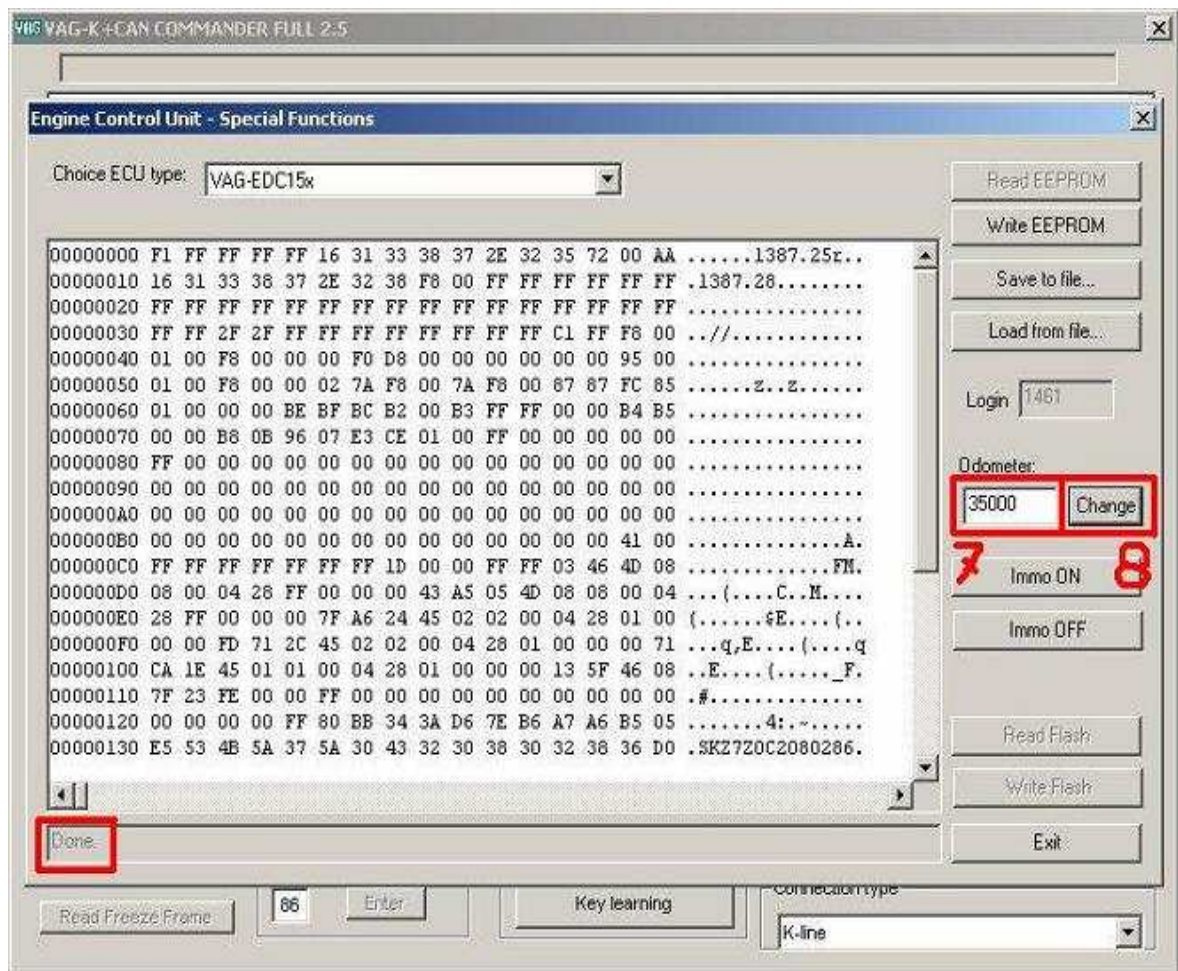 VAG VAG-K+CAN COMMANDER FULL 2.5
Engine Control Unit - Special Functions
Choice ECU type: VAG-EDC15x
Read EEPROM
Write EEPROM
Save to file...
Load from file...
Login 1461
Odometer:
35000 Change
7 8
Immo ON
Immo OFF
Read Flash
Write Flash
Exit
00000000 F1 FF FF FF FF 16 31 33 38 37 2E 32 35 72 00 AA ......1387.25r..
00000010 16 31 33 38 37 2E 32 38 F8 00 FF FF FF FF FF FF .1387.28........
00000020 FF FF FF FF FF FF FF FF FF FF FF FF FF FF FF FF ................
00000030 FF FF 2F 2F FF FF FF FF FF FF FF FF C1 FF F8 00 ..//............
00000040 01 00 F8 00 00 00 F0 D8 00 00 00 00 00 00 95 00 ................
00000050 01 00 F8 00 00 02 7A F8 00 7A F8 00 87 87 FC 85 ......z..z......
00000060 01 00 00 00 BE BF BC B2 00 B3 FF FF 00 00 B4 B5 ................
00000070 00 00 B8 0B 96 07 E3 CE 01 00 FF 00 00 00 00 00 ................
00000080 FF 00 00 00 00 00 00 00 00 00 00 00 00 00 00 00 ................
00000090 00 00 00 00 00 00 00 00 00 00 00 00 00 00 00 00 ................
000000A0 00 00 00 00 00 00 00 00 00 00 00 00 00 00 00 00 ................
000000B0 00 00 00 00 00 00 00 00 00 00 00 00 00 00 41 00 ..............A.
000000C0 FF FF FF FF FF FF FF 1D 00 00 FF FF 03 46 4D 08 .............FM.
000000D0 08 00 04 28 FF 00 00 00 43 A5 05 4D 08 08 00 04 ...(....C..M....
000000E0 28 FF 00 00 00 7F A6 24 45 02 02 00 04 28 01 00 (......$E....(..
000000F0 00 00 FD 71 2C 45 02 02 00 04 28 01 00 00 00 71 ...q,E....(....q
00000100 CA 1E 45 01 01 00 04 28 01 00 00 00 13 5F 46 08 ..E....(....._F.
00000110 7F 23 FE 00 00 FF 00 00 00 00 00 00 00 00 00 00 .#..............
00000120 00 00 00 00 FF 80 BB 34 3A D6 7E B6 A7 A6 B5 05 .......4:.~.....
00000130 E5 53 4B 5A 37 5A 30 43 32 30 38 30 32 38 36 D0 .SKZ7Z0C2080286.
Done.
Read Freeze Frame
86 Enter
Key learning
Connection type
K-line